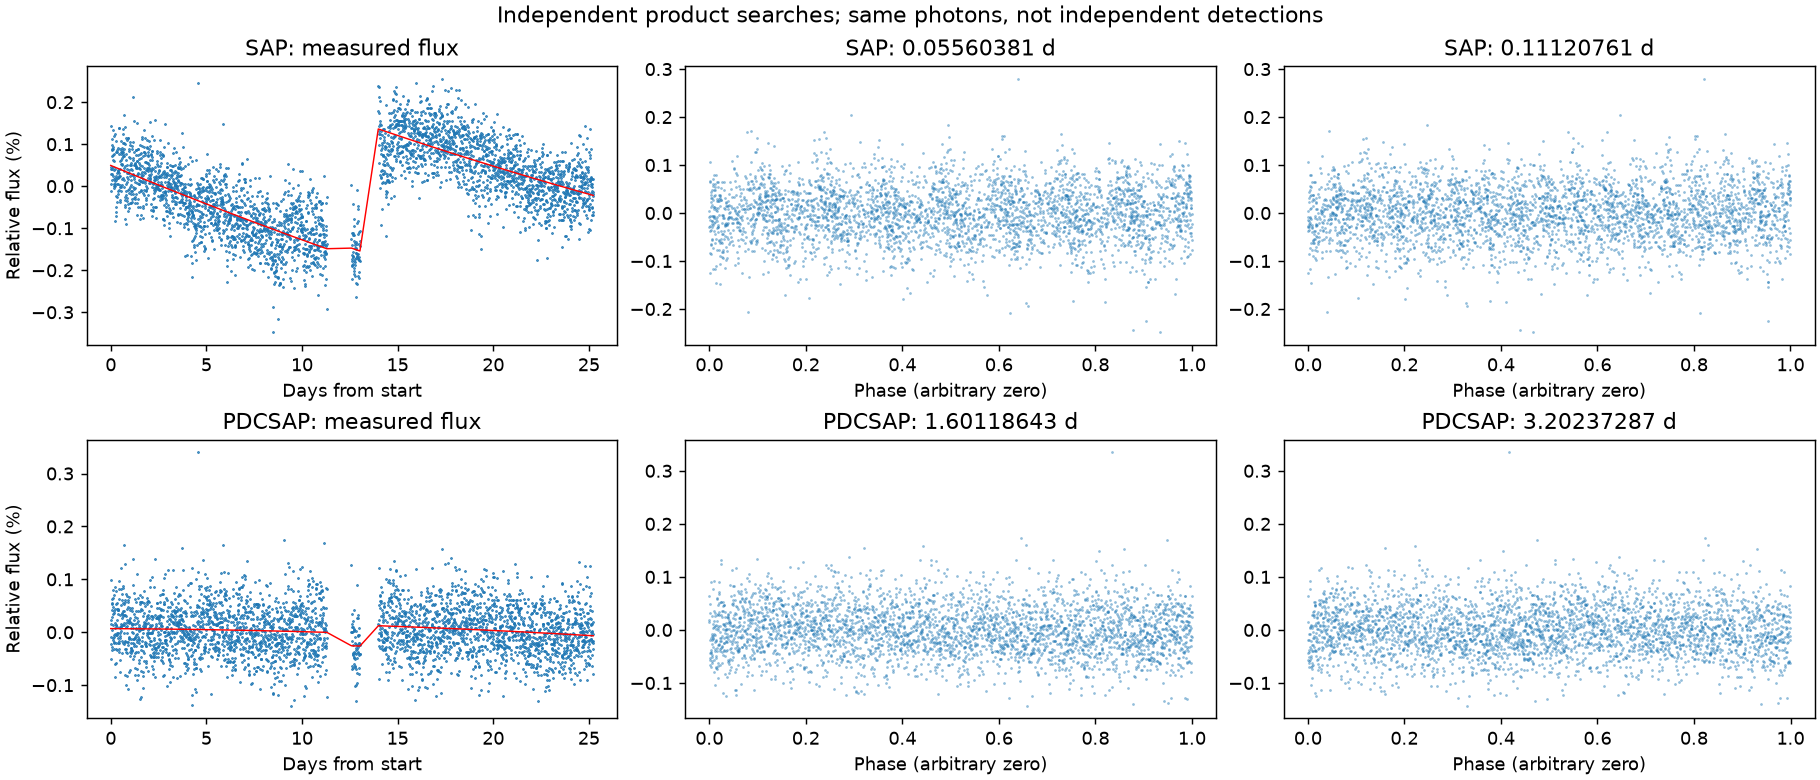 Independent product searches; same photons, not independent detections
SAP: measured flux
SAP: 0.05560381 d
SAP: 0.11120761 d
Relative flux (%)
0.2
0.1
0.0
−0.1
−0.2
−0.3
0 5 10 15 20 25
Days from start
0.3
0.2
0.1
0.0
−0.1
−0.2
0.0 0.2 0.4 0.6 0.8 1.0
Phase (arbitrary zero)
0.3
0.2
0.1
0.0
−0.1
−0.2
0.0 0.2 0.4 0.6 0.8 1.0
Phase (arbitrary zero)
PDCSAP: measured flux
PDCSAP: 1.60118643 d
PDCSAP: 3.20237287 d
Relative flux (%)
0.3
0.2
0.1
0.0
−0.1
0 5 10 15 20 25
Days from start
0.3
0.2
0.1
0.0
−0.1
0.0 0.2 0.4 0.6 0.8 1.0
Phase (arbitrary zero)
0.3
0.2
0.1
0.0
−0.1
0.0 0.2 0.4 0.6 0.8 1.0
Phase (arbitrary zero)